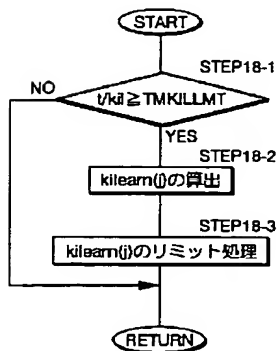 START
STEP18-1
NO
t/kil≧TMKILLMT
YES
STEP18-2
kilearn(j)の算出
STEP18-3
kilearn(j)のリミット処理
RETURN